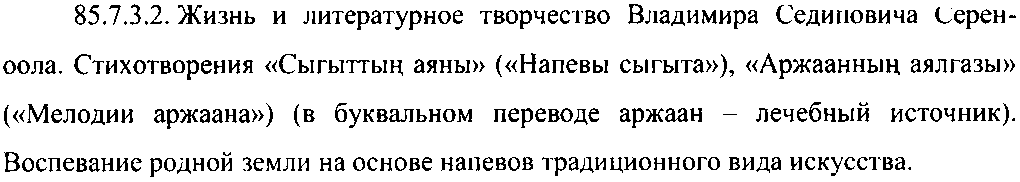 85.7.3.2. Жизнь и литературное творчество Владимира Седиповича Серен-
оола. Стихотворения «Сыгыттың аяны» («Напевы сыгыта»), «Аржаанның аялгазы»
(«Мелодии аржаана») (в буквальном переводе аржаан – лечебный источник).
Воспевание родной земли на основе напевов традиционного вида искусства.